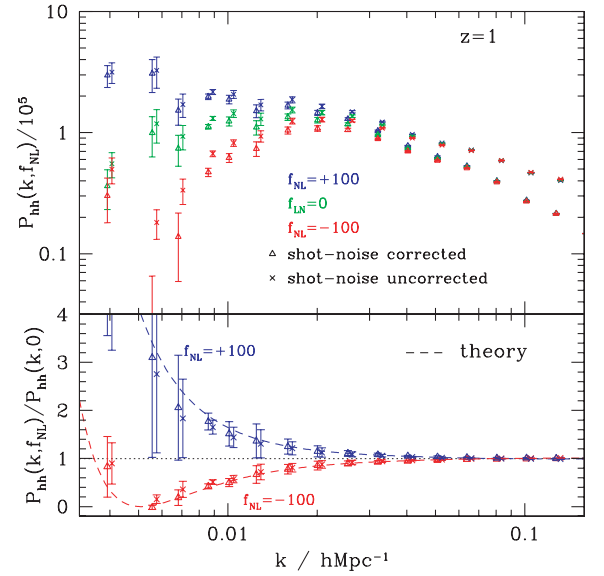 z=1
P_hh(k,f_NL)/10⁵
10
1
0.1
f_NL=+100
f_LN=0
f_NL=−100
shot−noise corrected
shot−noise uncorrected
P_hh(k,f_NL)/P_hh(k,0)
4
3
2
1
0
f_NL=+100
theory
f_NL=−100
0.01
0.1
k / hMpc⁻¹